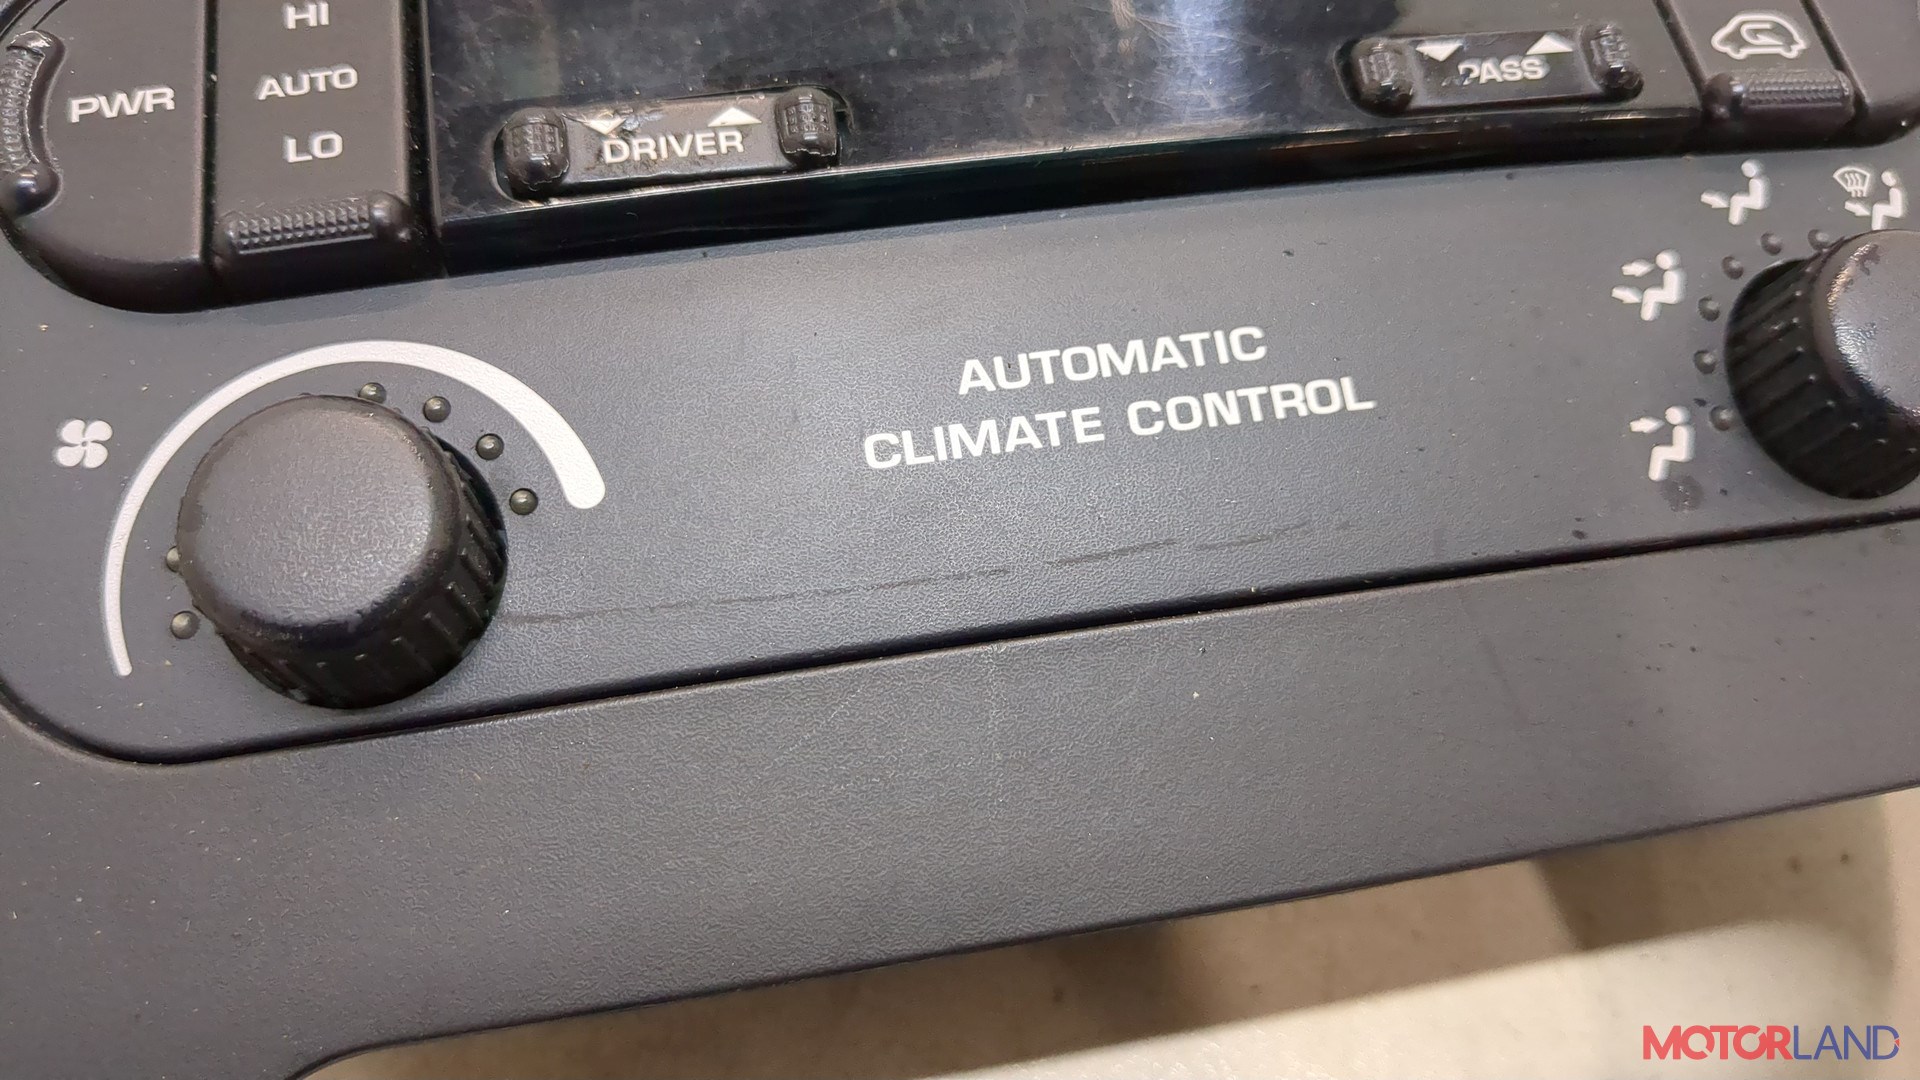 HI
PWR
AUTO
LO
DRIVER
PASS
AUTOMATIC
CLIMATE CONTROL
MOTORLAND